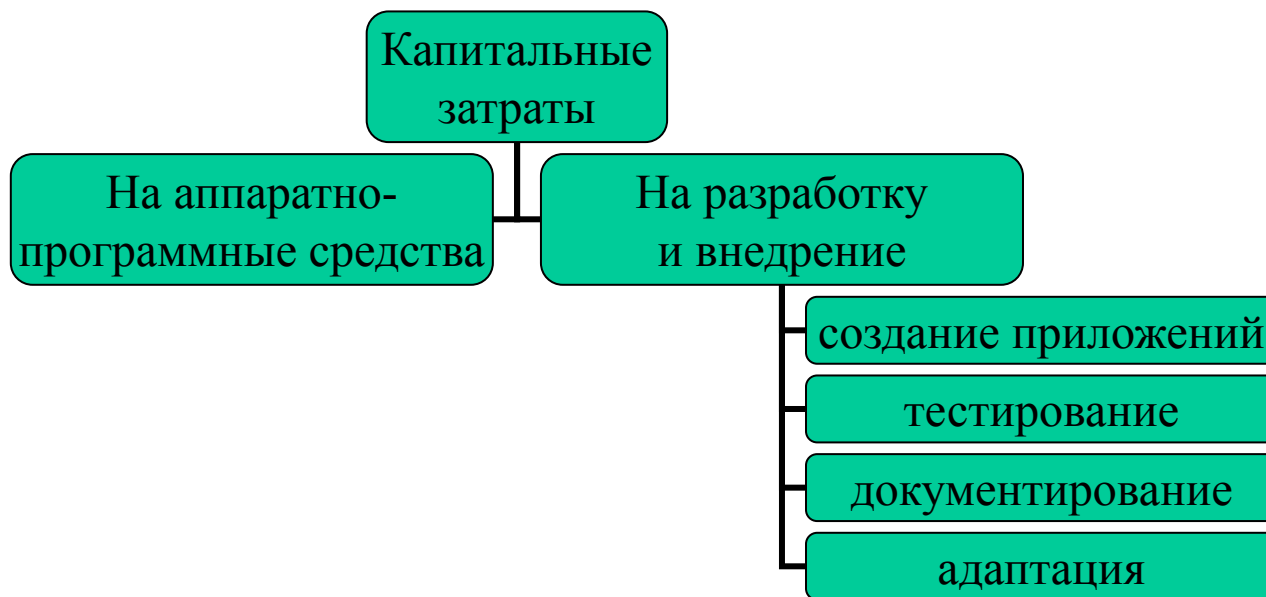 Капитальные
затраты
На аппаратно-
программные средства
На разработку
и внедрение
создание приложений
тестирование
документирование
адаптация